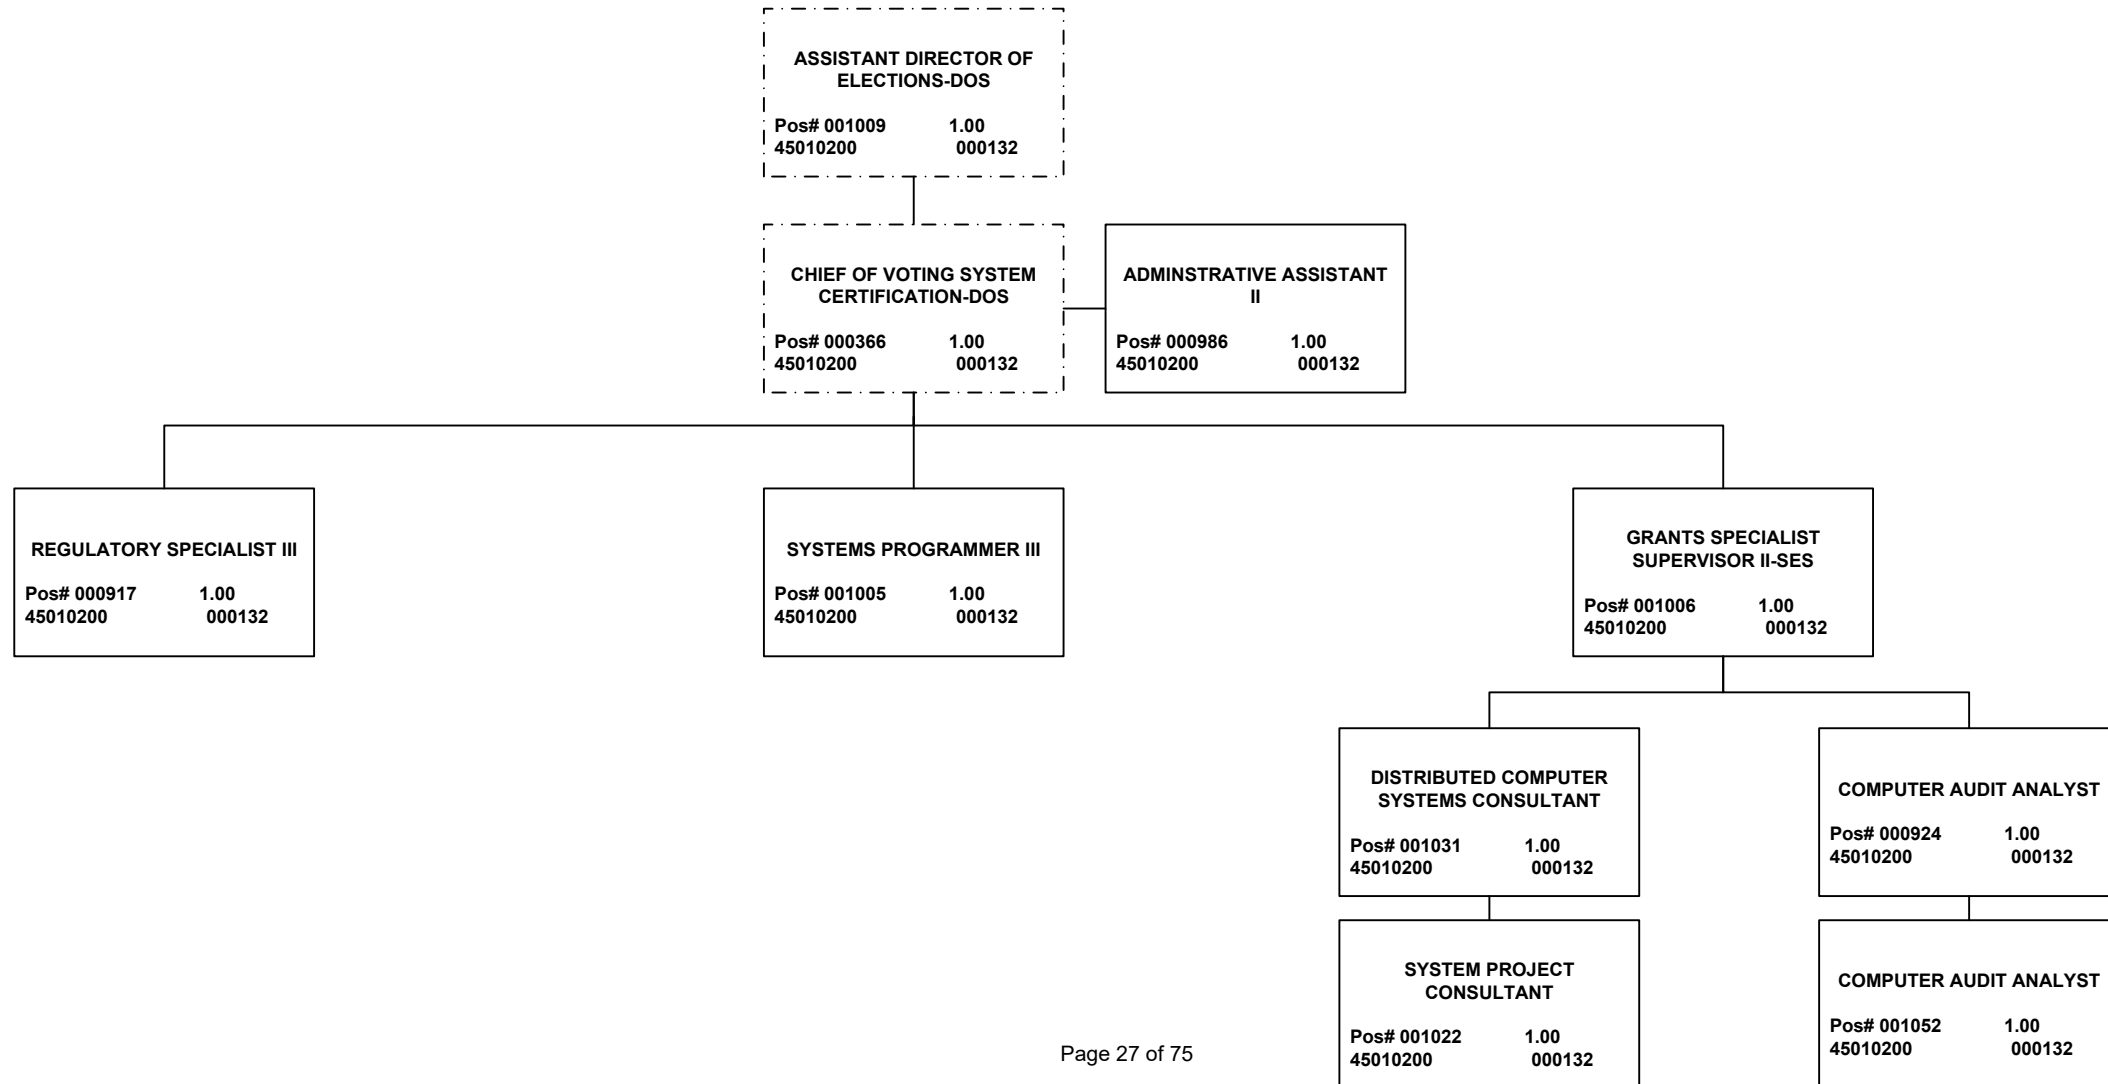 ASSISTANT DIRECTOR OF
ELECTIONS-DOS
Pos# 001009 1.00
45010200 000132
CHIEF OF VOTING SYSTEM
CERTIFICATION-DOS
Pos# 000366 1.00
45010200 000132
ADMINSTRATIVE ASSISTANT
II
Pos# 000986 1.00
45010200 000132
REGULATORY SPECIALIST III
Pos# 000917 1.00
45010200 000132
SYSTEMS PROGRAMMER III
Pos# 001005 1.00
45010200 000132
GRANTS SPECIALIST
SUPERVISOR II-SES
Pos# 001006 1.00
45010200 000132
DISTRIBUTED COMPUTER
SYSTEMS CONSULTANT
Pos# 001031 1.00
45010200 000132
COMPUTER AUDIT ANALYST
Pos# 000924 1.00
45010200 000132
SYSTEM PROJECT
CONSULTANT
Pos# 001022 1.00
45010200 000132
COMPUTER AUDIT ANALYST
Pos# 001052 1.00
45010200 000132
Page 27 of 75